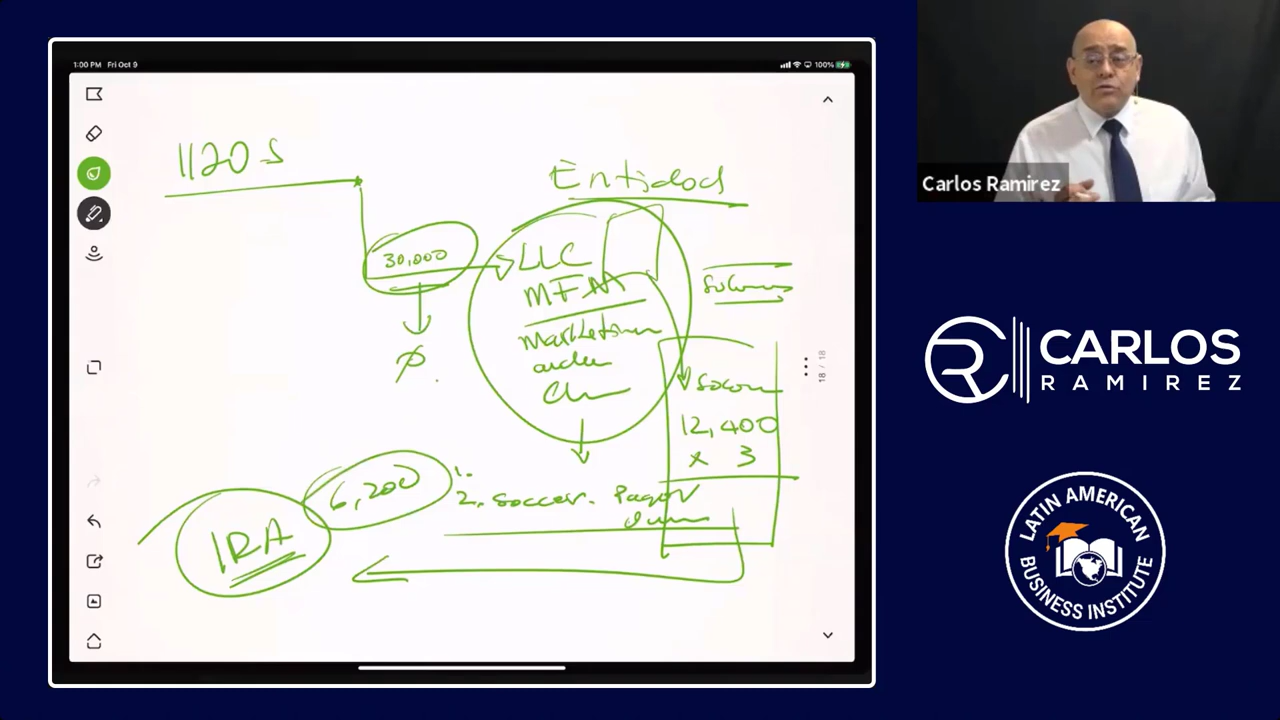 1:00 PM Fri Oct 9
100%
1120 S
Entidad
30,000
LLC
MFM
12,400
x 3
6,200
2. soccer.
IRA
18 / 18
Carlos Ramirez
CARLOS
RAMIREZ
LATIN AMERICAN
BUSINESS INSTITUTE